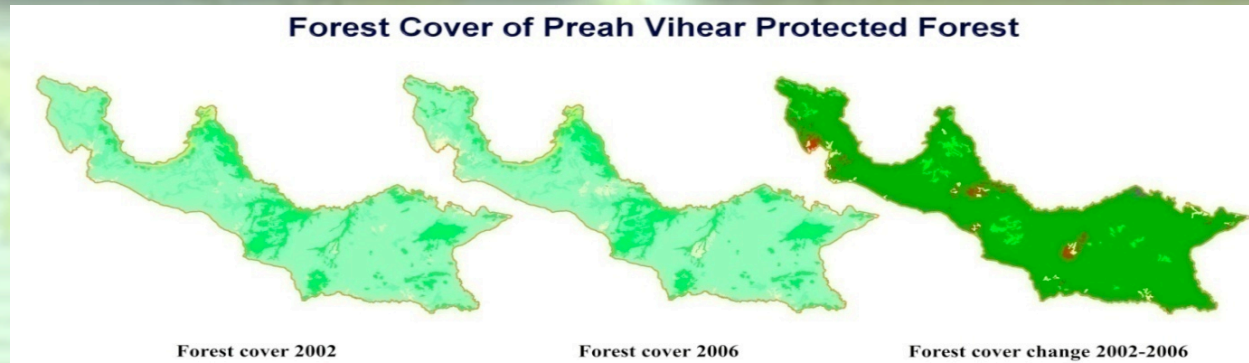 Forest Cover of Preah Vihear Protected Forest
Forest cover 2002
Forest cover 2006
Forest cover change 2002-2006